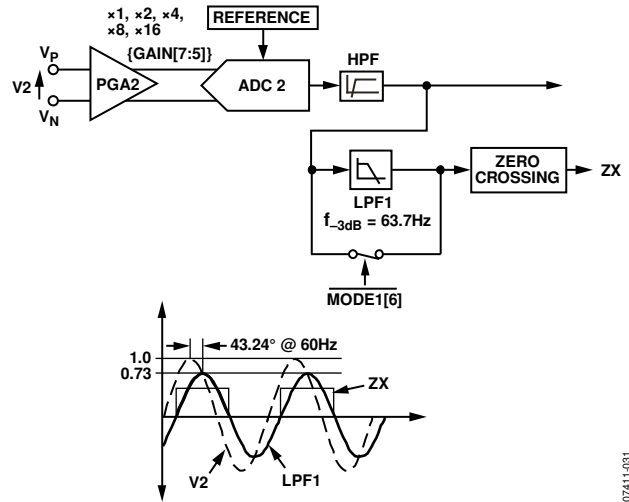 ×1, ×2, ×4,
×8, ×16
{GAIN[7:5]}
REFERENCE
VP
V2
VN
PGA2
ADC 2
HPF
LPF1
f–3dB = 63.7Hz
ZERO
CROSSING
ZX
MODE1[6]
43.24° @ 60Hz
1.0
0.73
ZX
V2
LPF1
07411-031